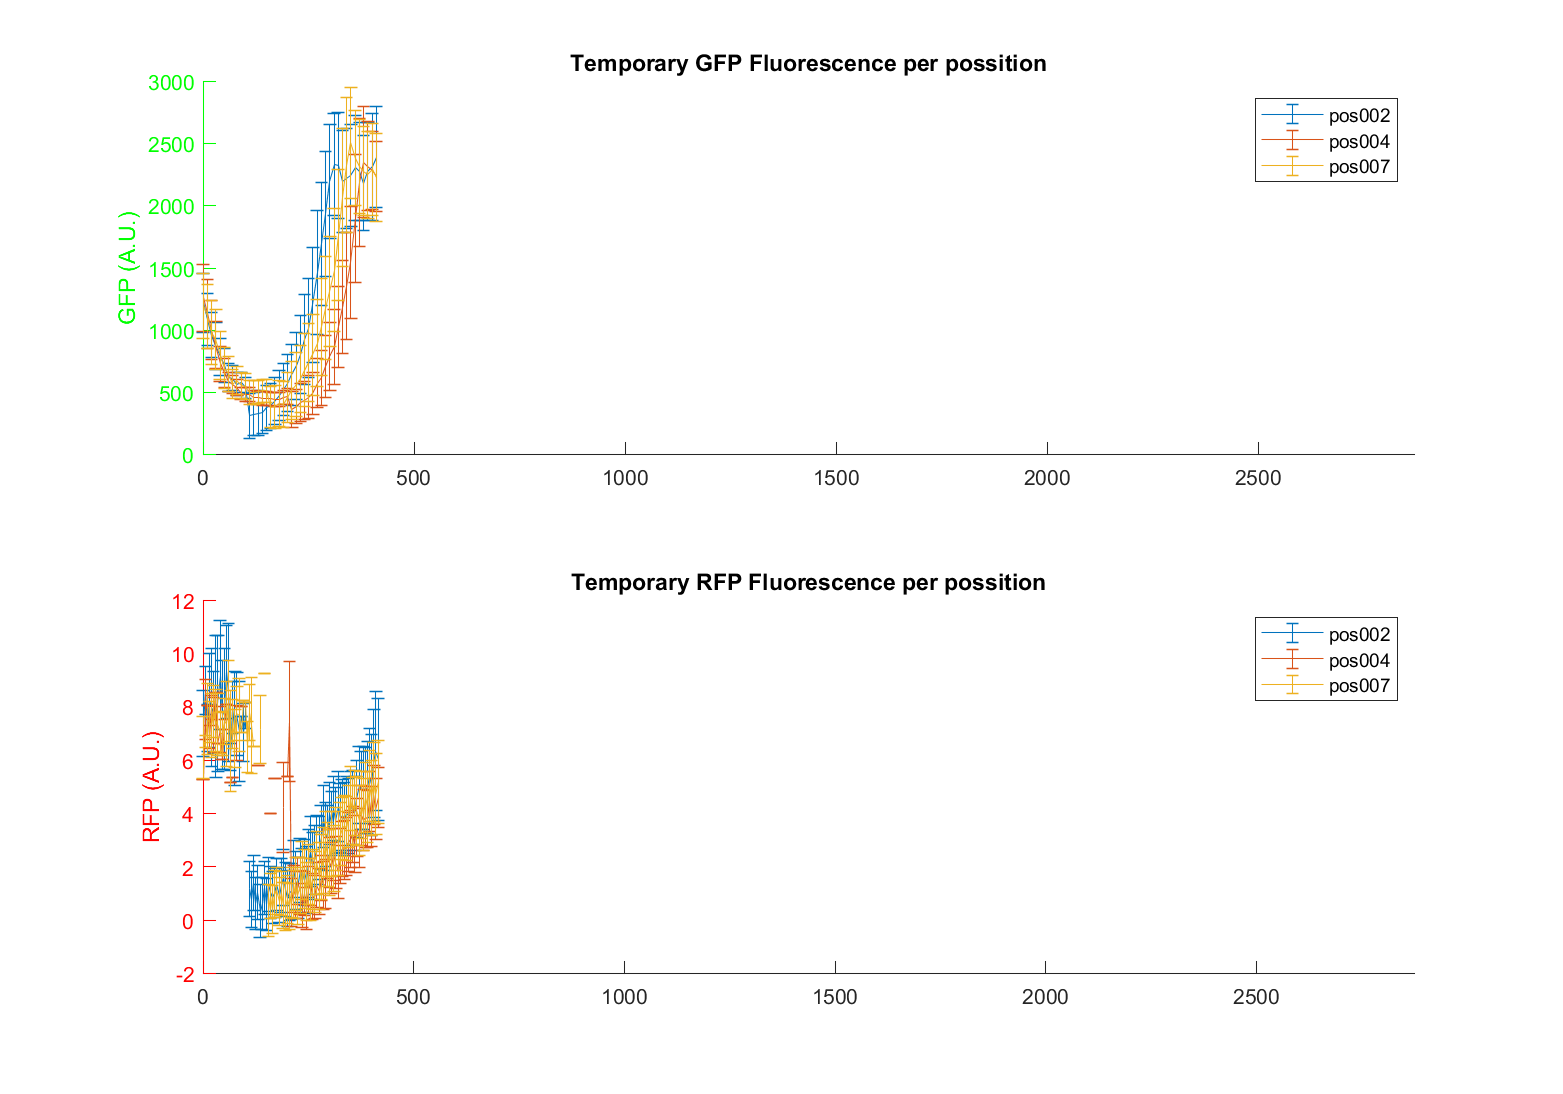 Temporary GFP Fluorescence per possition
GFP (A.U.)
3000
2500
2000
1500
1000
500
0
0 500 1000 1500 2000 2500
pos002
pos004
pos007
Temporary RFP Fluorescence per possition
RFP (A.U.)
12
10
8
6
4
2
0
-2
0 500 1000 1500 2000 2500
pos002
pos004
pos007